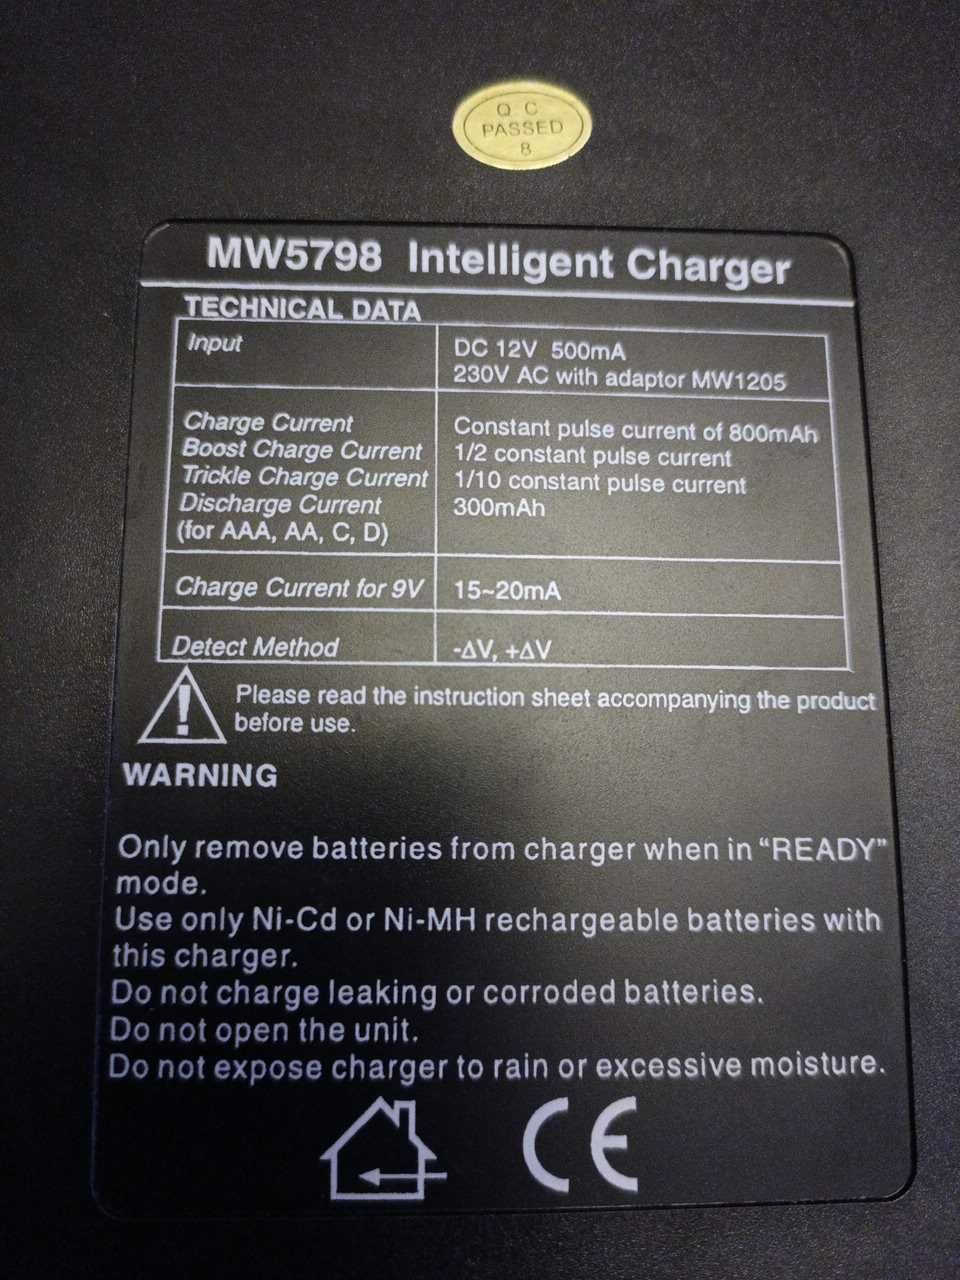 Q C
PASSED
8
MW5798 Intelligent Charger
TECHNICAL DATA
Input
DC 12V 500mA
230V AC with adaptor MW1205
Charge Current
Constant pulse current of 800mAh
Boost Charge Current
1/2 constant pulse current
Trickle Charge Current
1/10 constant pulse current
Discharge Current
300mAh
(for AAA, AA, C, D)
Charge Current for 9V
15~20mA
Detect Method
-ΔV, +ΔV
!
Please read the instruction sheet accompanying the product
before use.
WARNING
Only remove batteries from charger when in “READY”
mode.
Use only Ni-Cd or Ni-MH rechargeable batteries with
this charger.
Do not charge leaking or corroded batteries.
Do not open the unit.
Do not expose charger to rain or excessive moisture.
CE